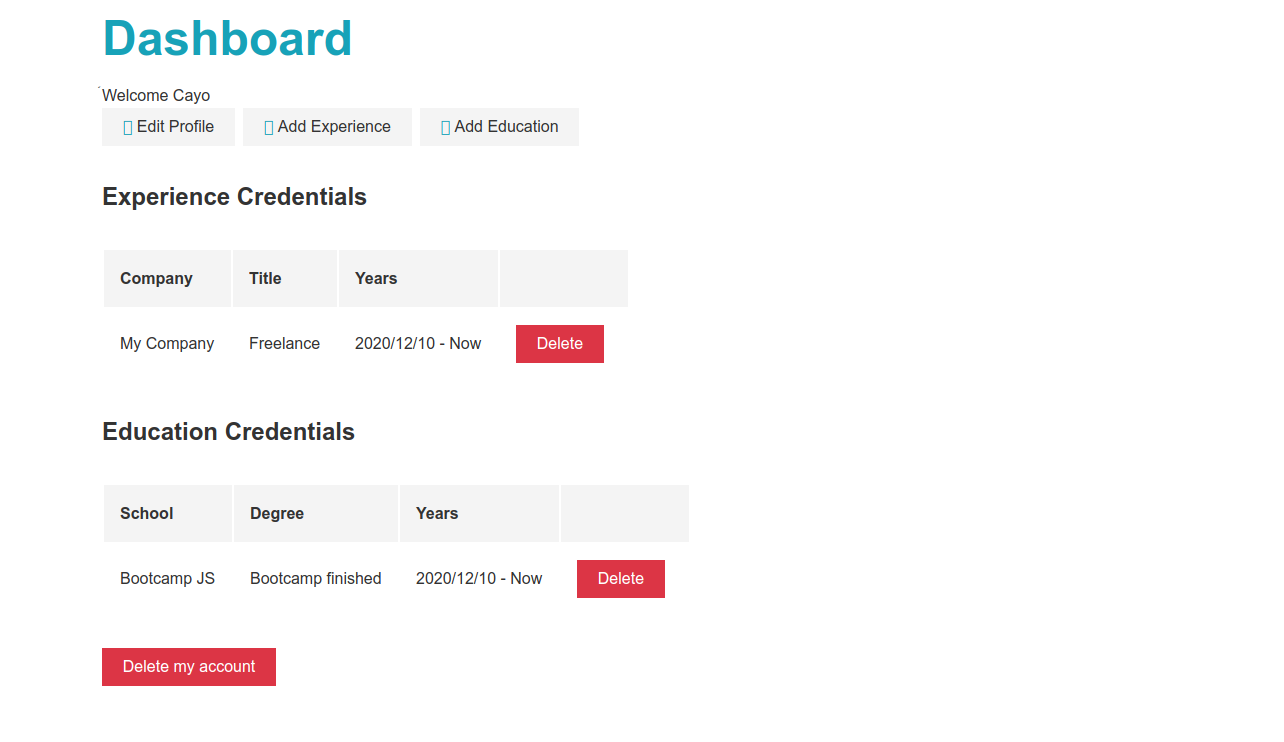 Dashboard
Welcome Cayo
Edit Profile Add Experience Add Education
Experience Credentials
Company Title Years
My Company Freelance 2020/12/10 - Now Delete
Education Credentials
School Degree Years
Bootcamp JS Bootcamp finished 2020/12/10 - Now Delete
Delete my account